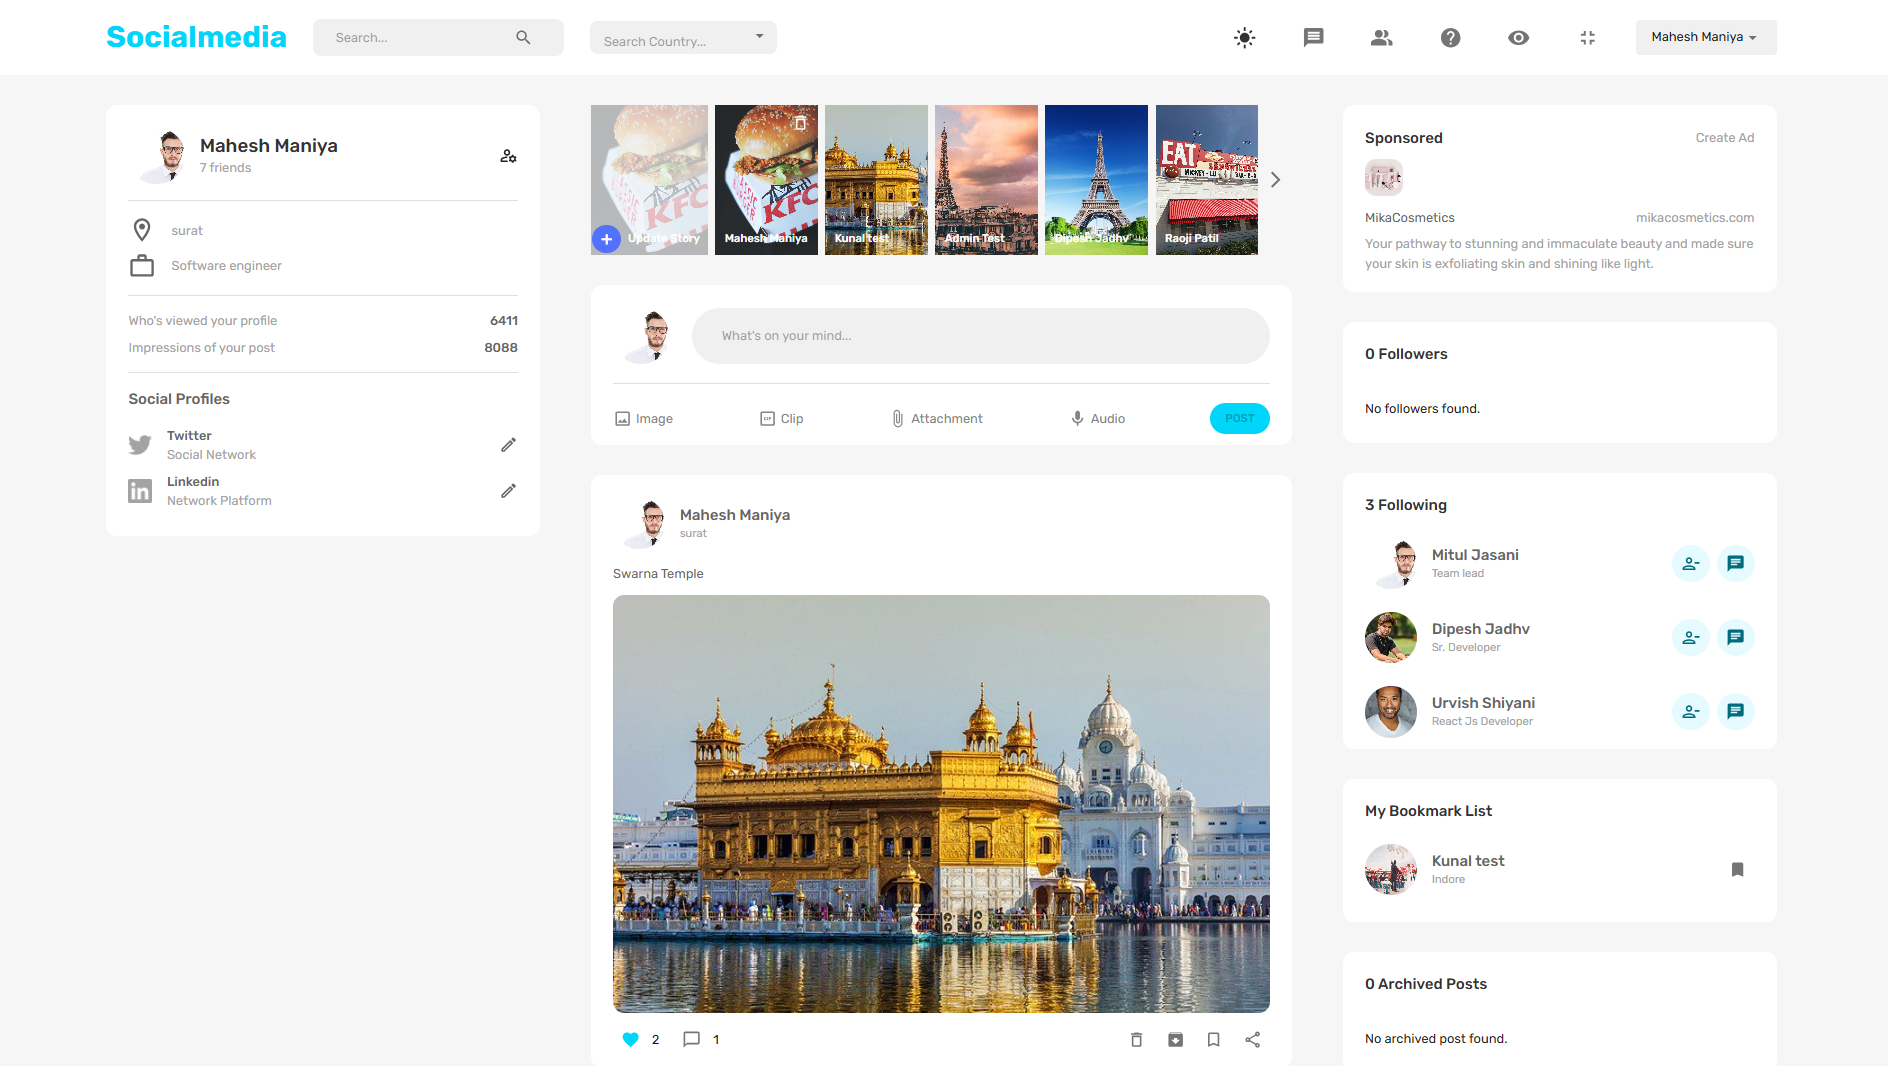 Socialmedia
Search...
Search Country...
Mahesh Maniya
Mahesh Maniya
7 friends
surat
Software engineer
Who's viewed your profile 6411
Impressions of your post 8088
Social Profiles
Twitter
Social Network
Linkedin
Network Platform
KFC
KFC
EAT
Update Story
Mahesh Maniya
Kunal test
Admin Test
Dipesh Jadhv
Raoji Patil
What's on your mind...
Image
GIF
Clip
Attachment
Audio
POST
Mahesh Maniya
surat
Swarna Temple
2
1
Sponsored
Create Ad
MikaCosmetics
mikacosmetics.com
Your pathway to stunning and immaculate beauty and made sure
your skin is exfoliating skin and shining like light.
0 Followers
No followers found.
3 Following
Mitul Jasani
Team lead
Dipesh Jadhv
Sr. Developer
Urvish Shiyani
React Js Developer
My Bookmark List
Kunal test
Indore
0 Archived Posts
No archived post found.